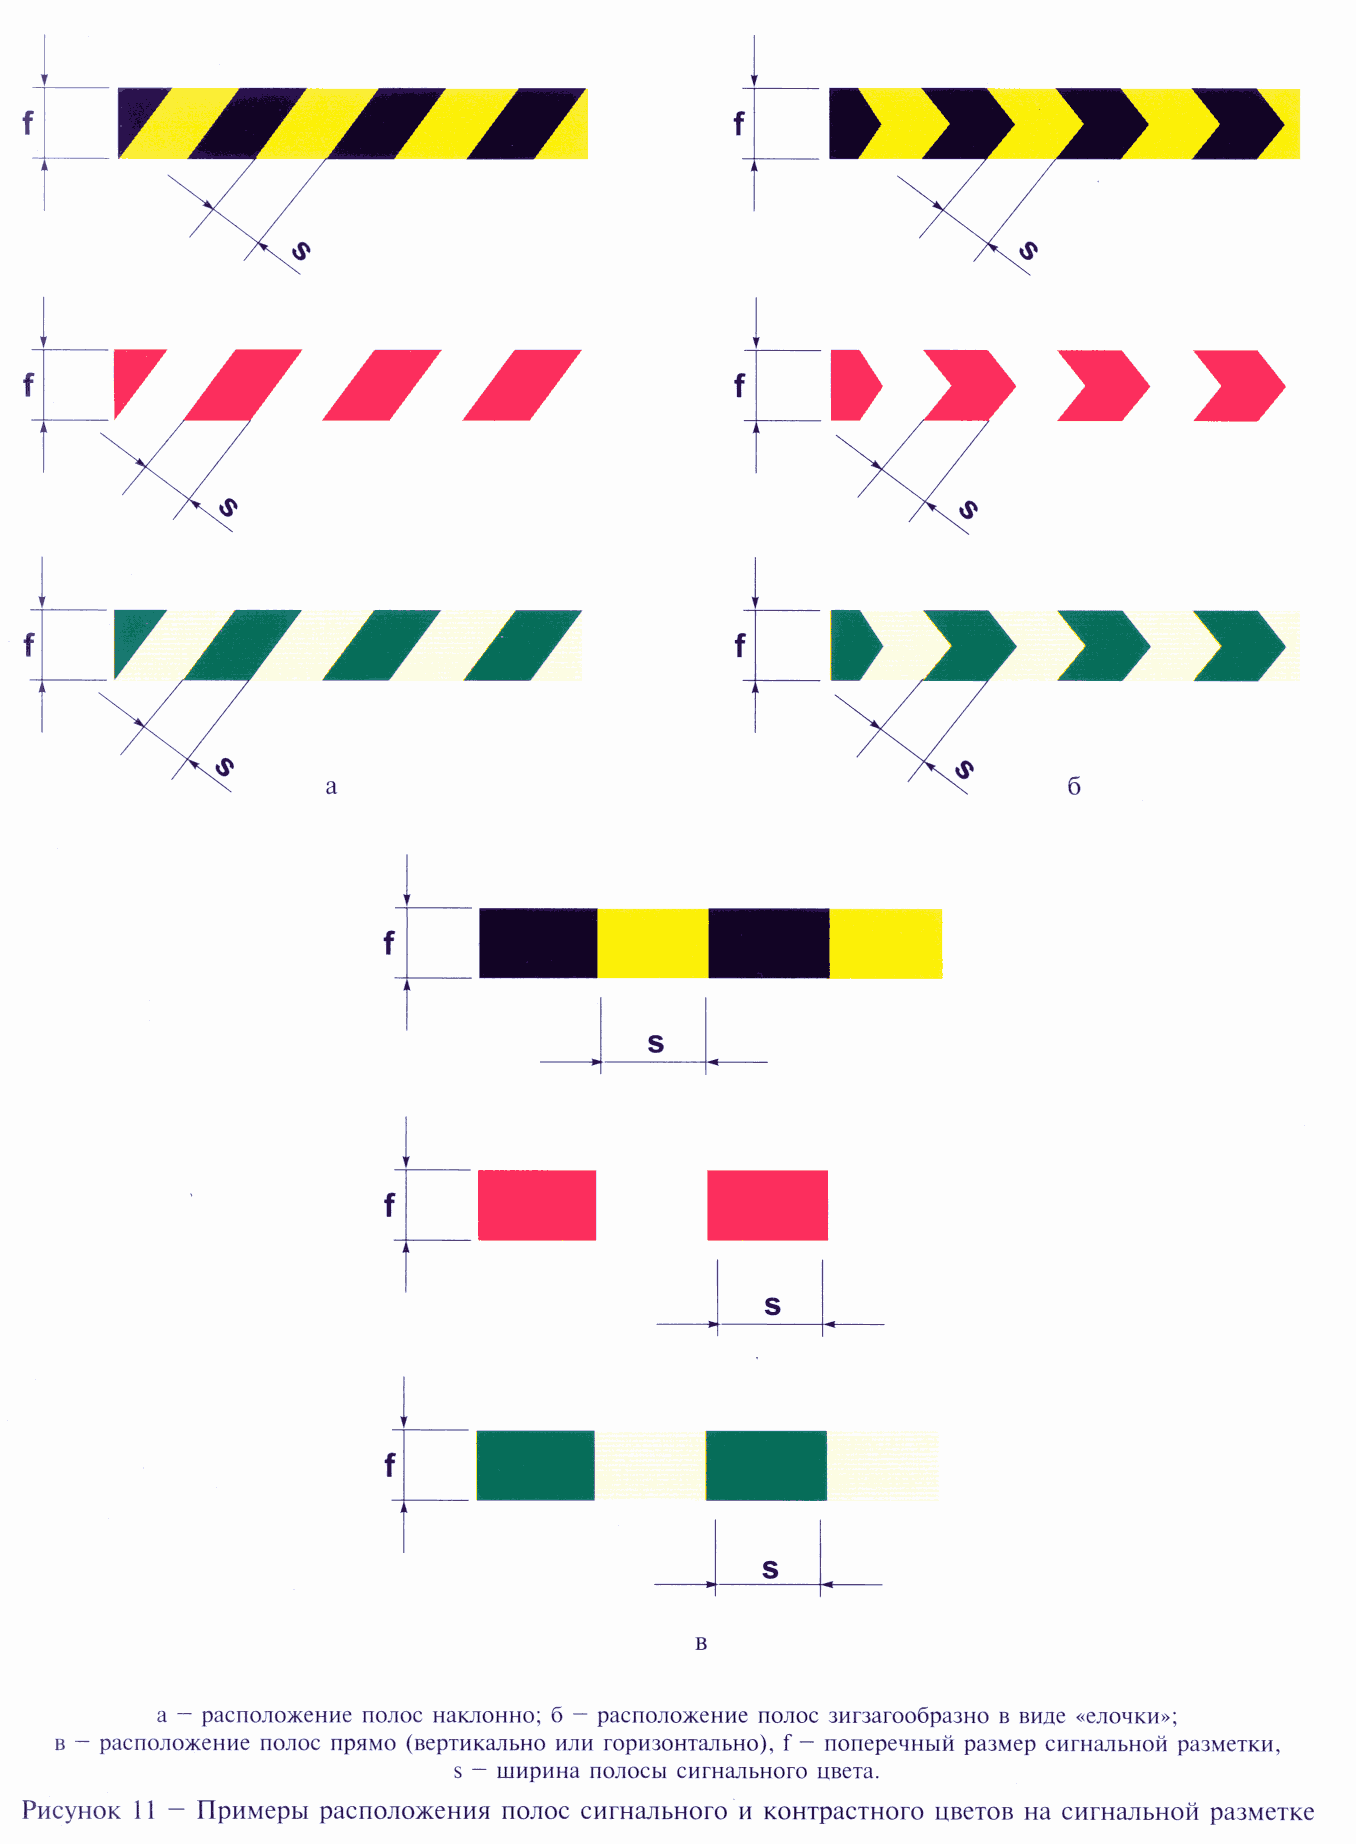 f
s
f
s
f
s
f
s
f
s
f
s
а
б
f
s
f
s
f
s
в
а — расположение полос наклонно; б — расположение полос зигзагообразно в виде «елочки»;
в — расположение полос прямо (вертикально или горизонтально), f — поперечный размер сигнальной разметки,
s — ширина полосы сигнального цвета.
Рисунок 11 — Примеры расположения полос сигнального и контрастного цветов на сигнальной разметке